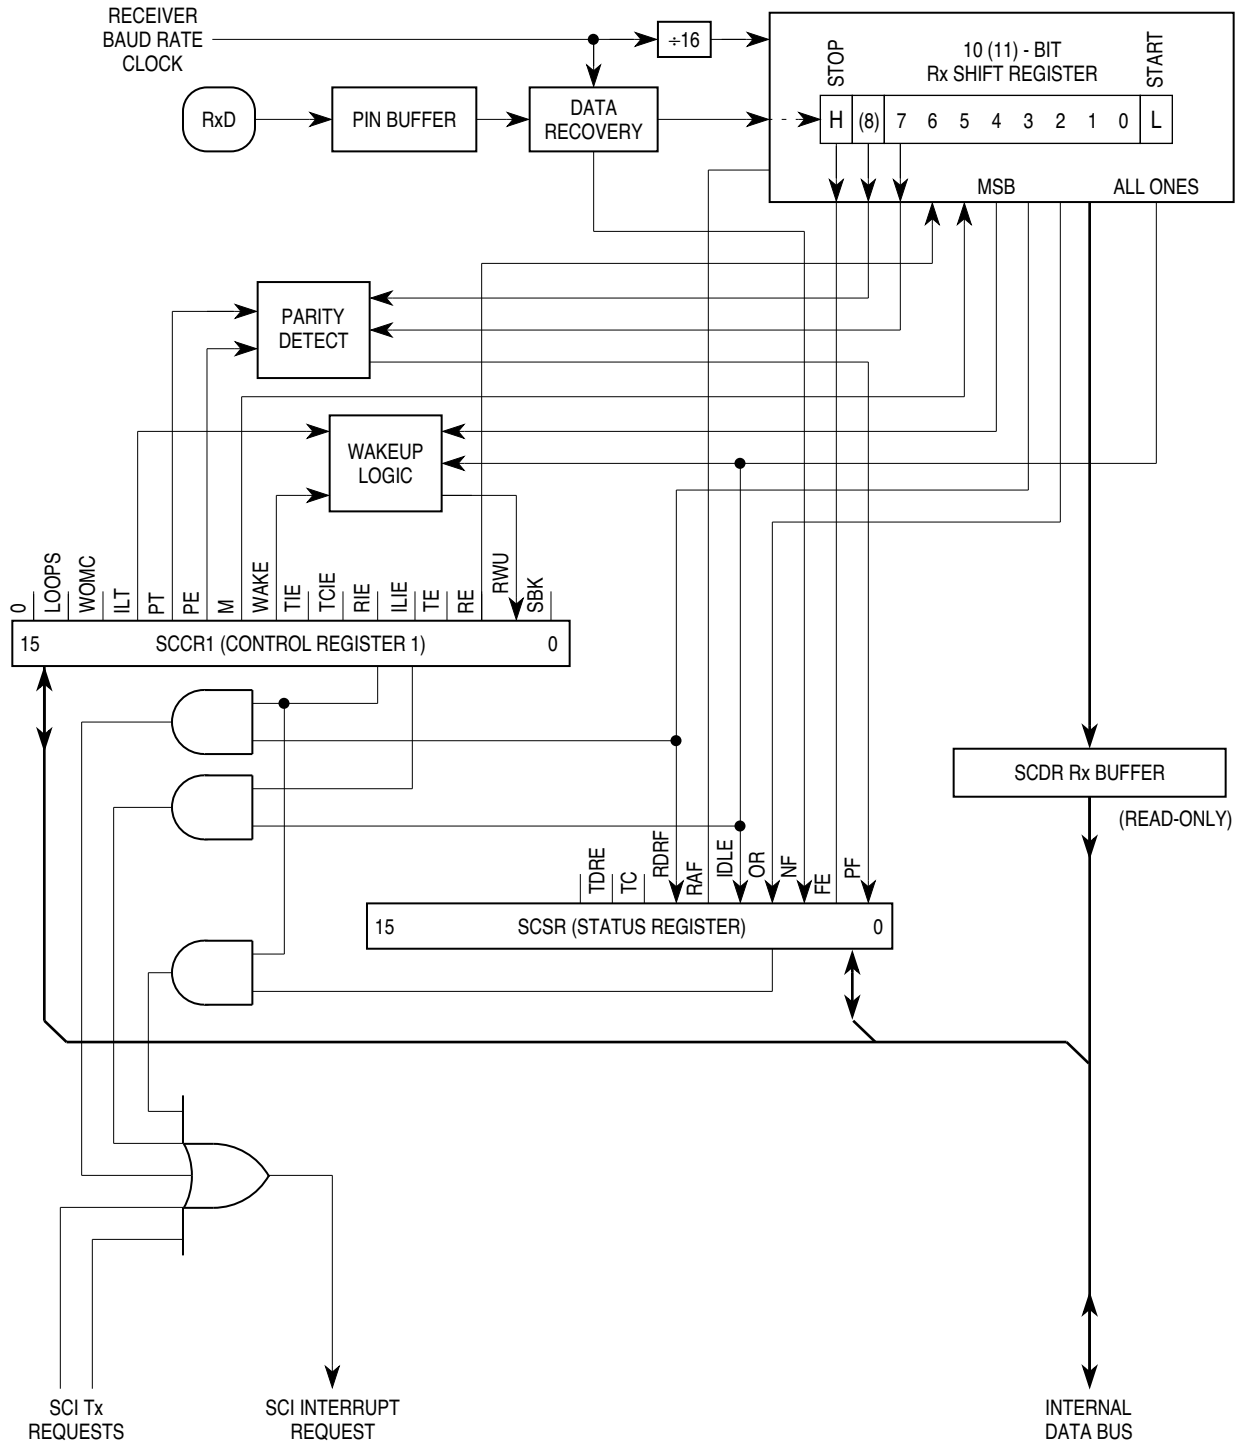 RECEIVER
BAUD RATE
CLOCK
÷16
STOP
10 (11) - BIT
Rx SHIFT REGISTER
START
RxD
PIN BUFFER
DATA
RECOVERY
H (8) 7 6 5 4 3 2 1 0 L
MSB
ALL ONES
PARITY
DETECT
WAKEUP
LOGIC
0 LOOPS WOMC ILT PT PE M WAKE TIE TCIE RIE ILIE TE RE RWU SBK
15 SCCR1 (CONTROL REGISTER 1) 0
SCDR Rx BUFFER
(READ-ONLY)
TDRE TC RDRF RAF IDLE OR NF FE PF
15 SCSR (STATUS REGISTER) 0
SCI Tx
REQUESTS
SCI INTERRUPT
REQUEST
INTERNAL
DATA BUS